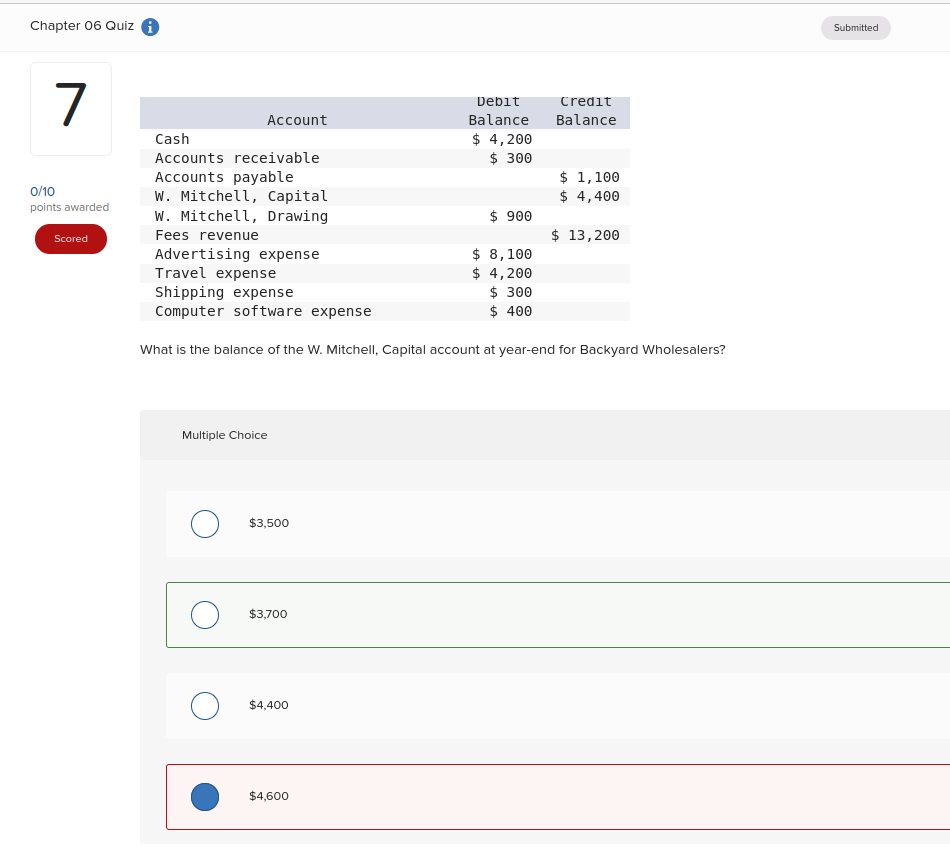 Chapter 06 Quiz i
Submitted
7
0/10
points awarded
Scored
Debit Credit
Account Balance Balance
Cash $ 4,200
Accounts receivable $ 300
Accounts payable $ 1,100
W. Mitchell, Capital $ 4,400
W. Mitchell, Drawing $ 900
Fees revenue $ 13,200
Advertising expense $ 8,100
Travel expense $ 4,200
Shipping expense $ 300
Computer software expense $ 400
What is the balance of the W. Mitchell, Capital account at year-end for Backyard Wholesalers?
Multiple Choice
$3,500
$3,700
$4,400
$4,600